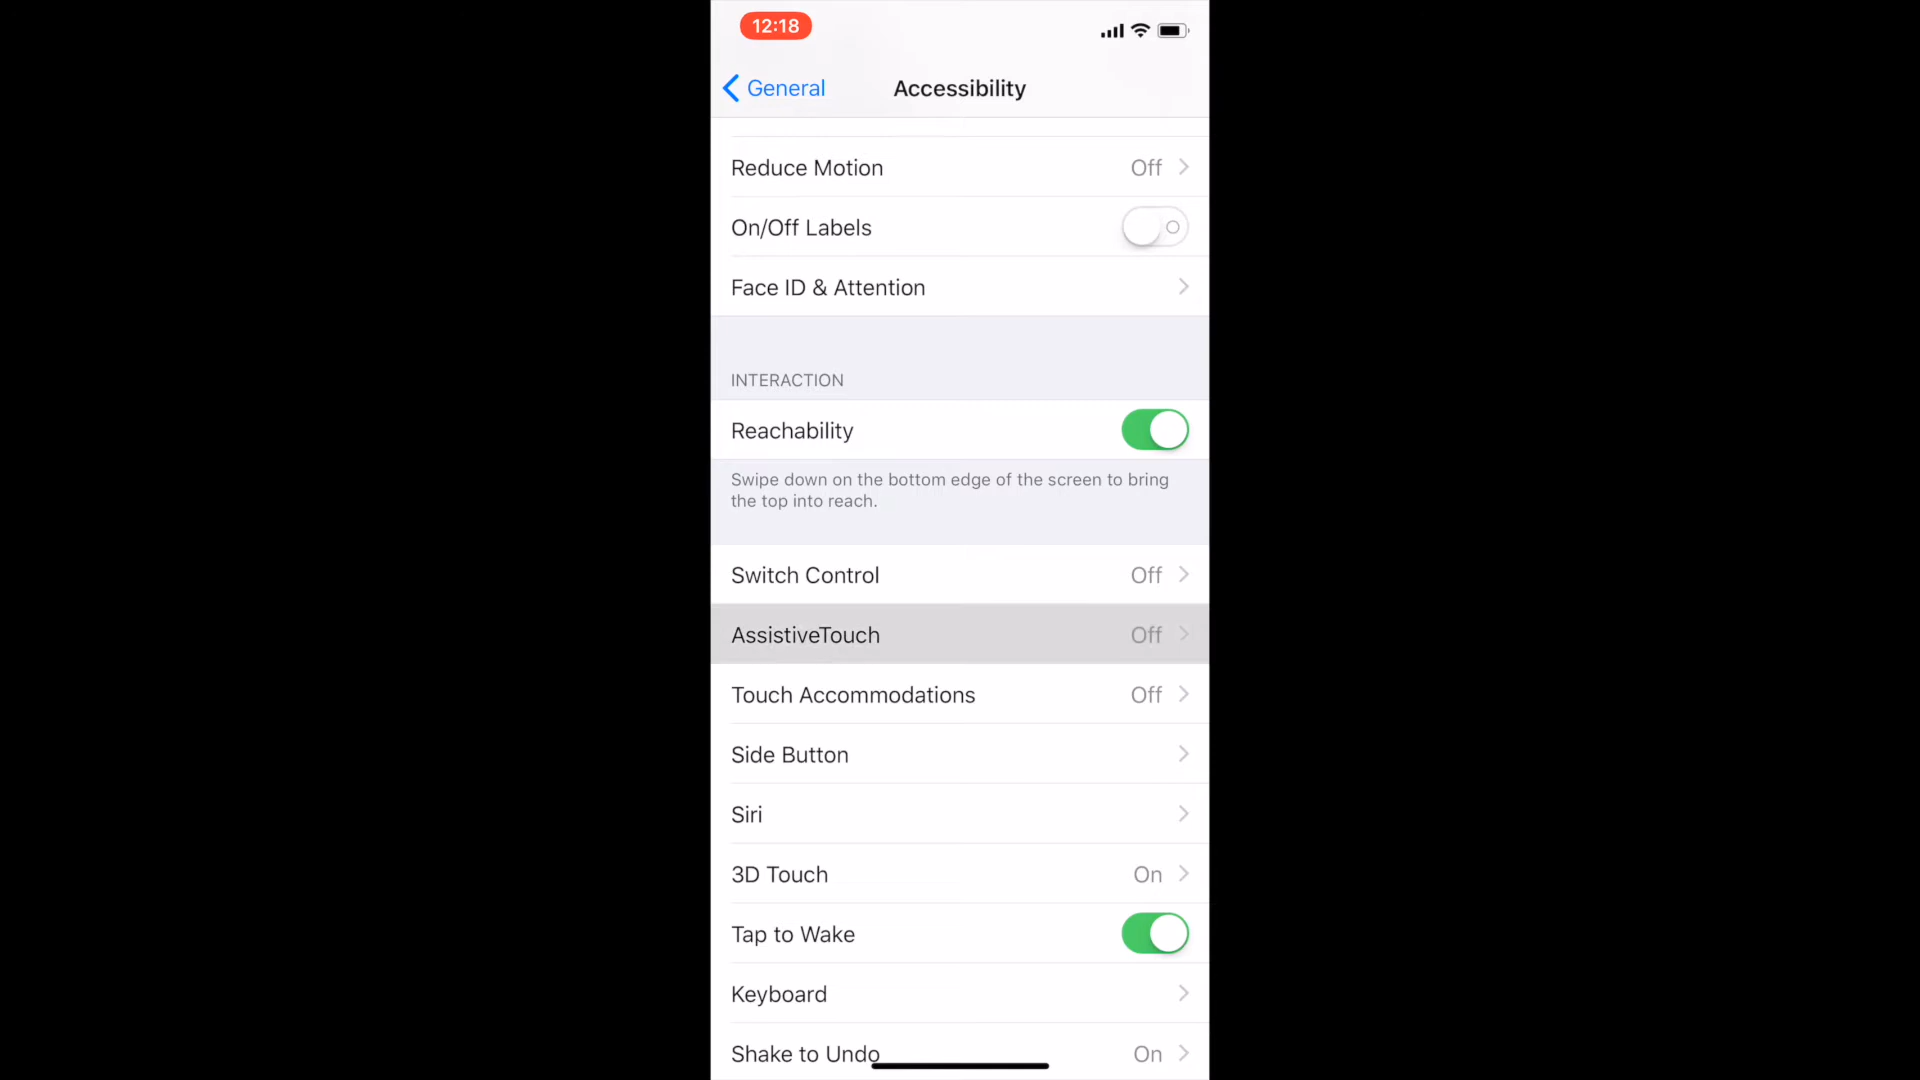 12:18
General
Accessibility
Reduce Motion Off
On/Off Labels
Face ID & Attention
INTERACTION
Reachability
Swipe down on the bottom edge of the screen to bring
the top into reach.
Switch Control Off
AssistiveTouch Off
Touch Accommodations Off
Side Button
Siri
3D Touch On
Tap to Wake
Keyboard
Shake to Undo On